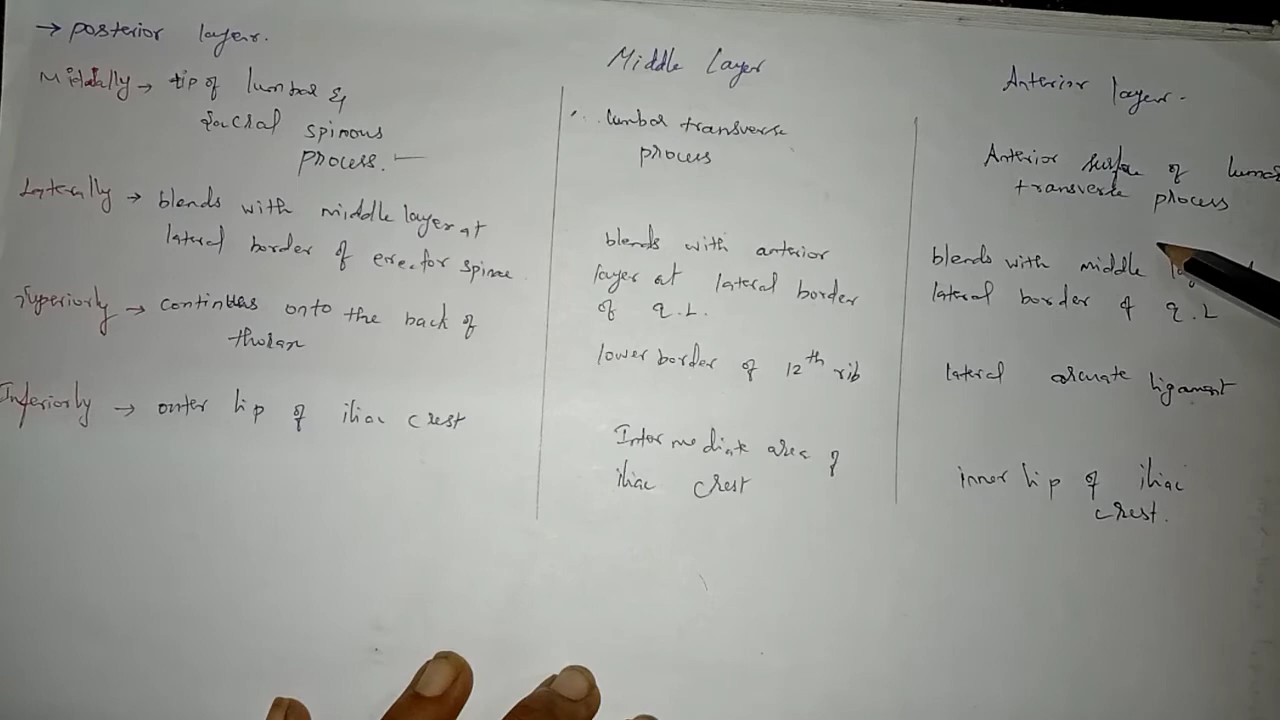 → posterior layer.
Medially → tip of lumbar &
sacral spinous
process.
Laterally → blends with middle layer at
lateral border of erector spinae
Superiorly → continues onto the back of
thorax
Inferiorly → outer lip of iliac crest
Middle Layer
lumbar transverse
process
blends with anterior
layer at lateral border
of Q.L.
lower border of 12th rib
Intermediate area of
iliac crest
Anterior layer.
Anterior surface of
transverse process
blends with middle
lateral border of Q.L
lateral arcuate ligament
inner lip of iliac
crest.